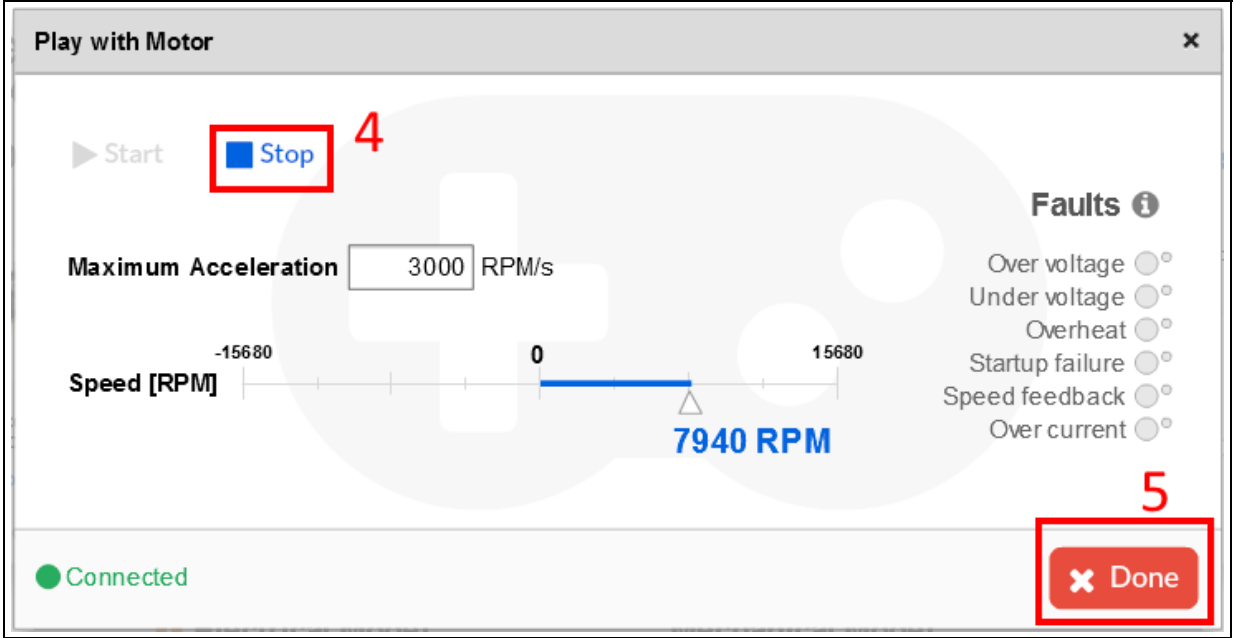 Play with Motor ×
4
Start Stop
Faults i
Maximum Acceleration 3000 RPM/s
Over voltage
Under voltage
Overheat
Startup failure
Speed feedback
Over current
-15680 0 15680
Speed [RPM]
7940 RPM
5
Connected
Done